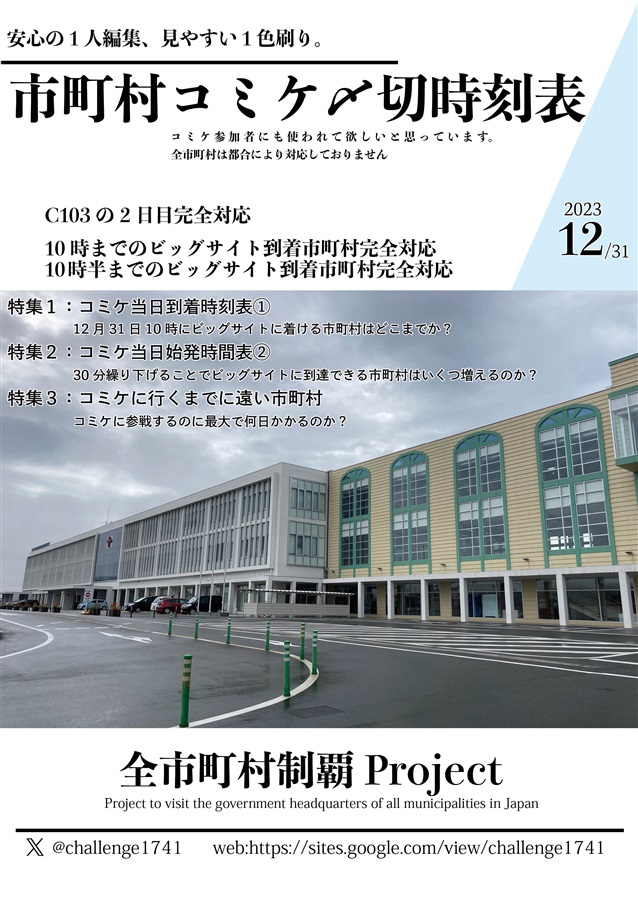 安心の１人編集、見やすい１色刷り。
市町村コミケ〆切時刻表
コミケ参加者にも使われて欲しいと思っています。
全市町村は都合により対応しておりません
C103 の 2 日目完全対応
10 時までのビッグサイト到着市町村完全対応
10時半までのビッグサイト到着市町村完全対応
2023
12/31
特集１：コミケ当日到着時刻表①
12 月 31 日 10 時にビッグサイトに着ける市町村はどこまでか？
特集２：コミケ当日始発時間表②
30 分繰り下げることでビッグサイトに到達できる市町村はいくつ増えるのか？
特集３：コミケに行くまでに遠い市町村
コミケに参戦するのに最大で何日かかるのか？
全市町村制覇 Project
Project to visit the government headquarters of all municipalities in Japan
X @challenge1741 web:https://sites.google.com/view/challenge1741